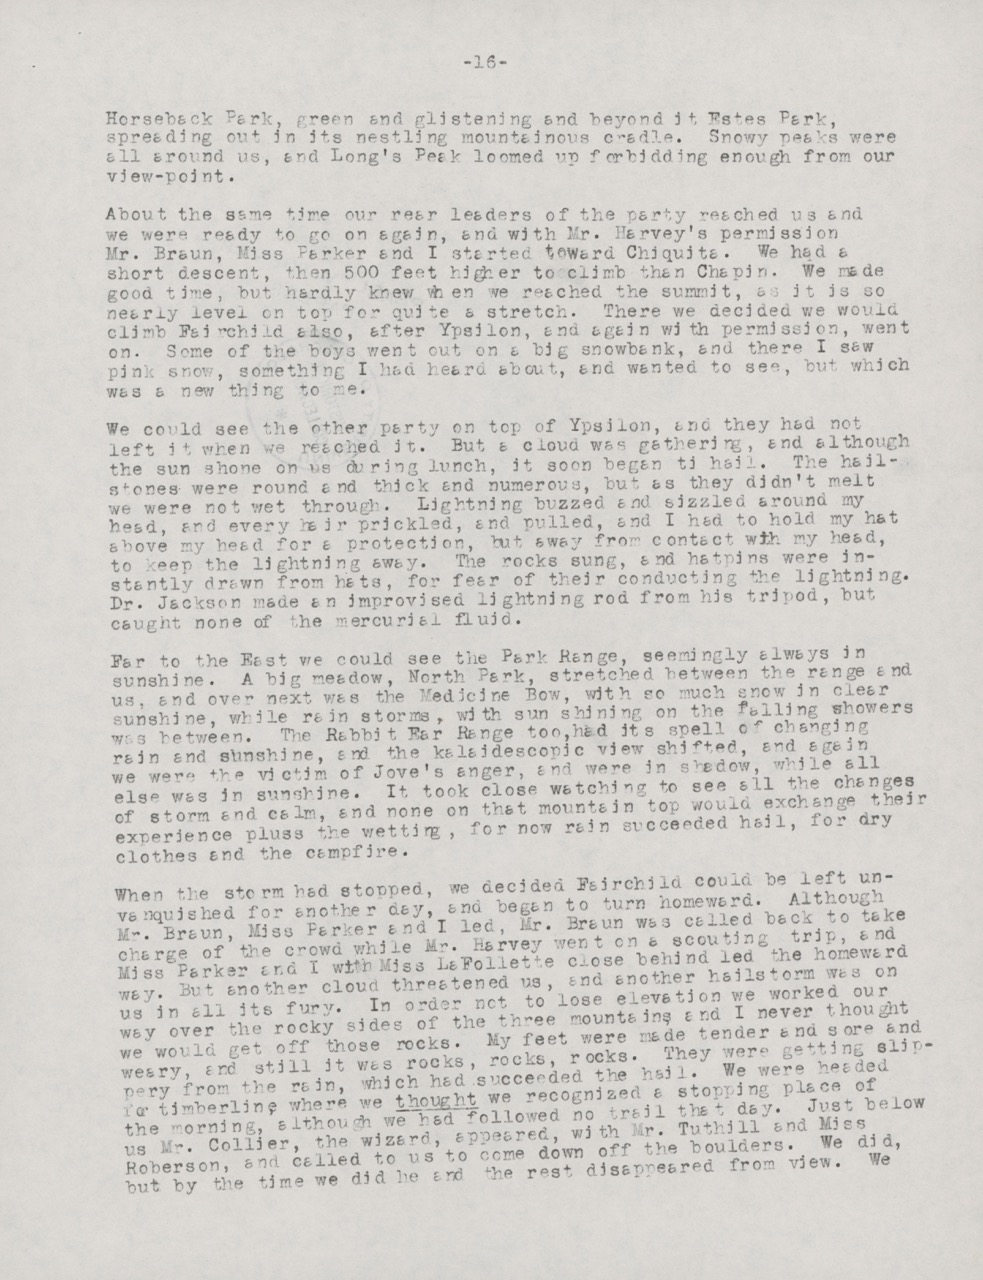 -16-
Horseback Park, green and glistening and beyond it Estes Park,
spreading out in its nestling mountainous cradle. Snowy peaks were
all around us, and Long's Peak loomed up forbidding enough from our
view-point.
About the same time our rear leaders of the party reached us and
we were ready to go on again, and with Mr. Harvey's permission
Mr. Braun, Miss Parker and I started toward Chiquita. We had a
short descent, then 500 feet higher to climb than Chapin. We made
good time, but hardly knew when we reached the summit, as it is so
nearly level on top for quite a stretch. There we decided we would
climb Fairchild also, after Ypsilon, and again with permission, went
on. Some of the boys went out on a big snowbank, and there I saw
pink snow, something I had heard about, and wanted to see, but which
was a new thing to me.
We could see the other party on top of Ypsilon, and they had not
left it when we reached it. But a cloud was gathering, and although
the sun shone on us during lunch, it soon began ti hail. The hail-
stones were round and thick and numerous, but as they didn't melt
we were not wet through. Lightning buzzed and sizzled around my
head, and every hair prickled, and pulled, and I had to hold my hat
above my head for a protection, but away from contact with my head,
to keep the lightning away. The rocks sung, and hatpins were in-
stantly drawn from hats, for fear of their conducting the lightning.
Dr. Jackson made an improvised lightning rod from his tripod, but
caught none of the mercurial fluid.
Far to the East we could see the Park Range, seemingly always in
sunshine. A big meadow, North Park, stretched between the range and
us, and over next was the Medicine Bow, with so much snow in clear
sunshine, while rain storms, with sun shining on the falling showers
was between. The Rabbit Ear Range too,had it's spell of changing
rain and sunshine, and the kalaidescopic view shifted, and again
we were the victim of Jove's anger, and were in shadow, while all
else was in sunshine. It took close watching to see all the changes
of storm and calm, and none on that mountain top would exchange their
experience pluss the wetting, for now rain succeeded hail, for dry
clothes and the campfire.
When the storm had stopped, we decided Fairchild could be left un-
vanquished for another day, and began to turn homeward. Although
Mr. Braun, Miss Parker and I led, Mr. Braun was called back to take
charge of the crowd while Mr. Harvey went on a scouting trip, and
Miss Parker and I with Miss LaFollette close behind led the homeward
way. But another cloud threatened us, and another hailstorm was on
us in all its fury. In order not to lose elevation we worked our
way over the rocky sides of the three mountains and I never thought
we would get off those rocks. My feet were made tender and sore and
weary, and still it was rocks, rocks, rocks. They were getting slip-
pery from the rain, which had succeeded the hail. We were headed
for timberline where we thought we recognized a stopping place of
the morning, although we had followed no trail that day. Just below
us Mr. Collier, the wizard, appeared, with Mr. Tuthill and Miss
Roberson, and called to us to come down off the boulders. We did,
but by the time we did he and the rest disappeared from view. We